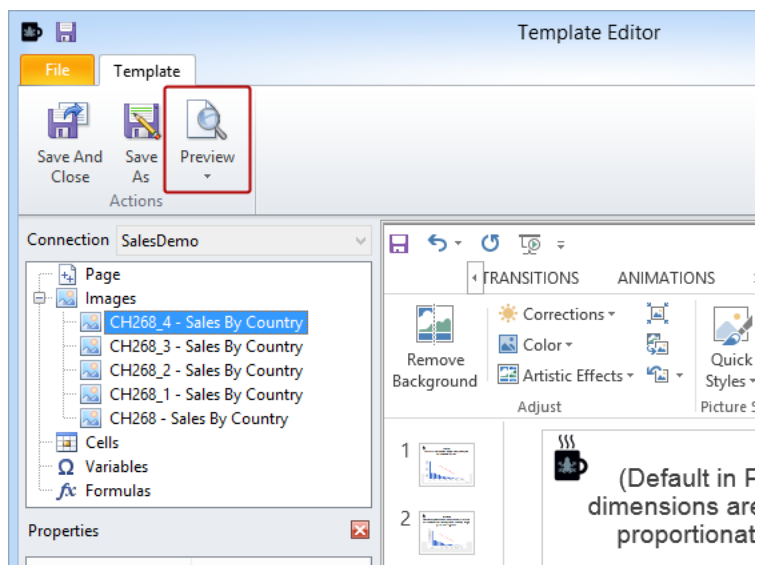 Template Editor
File
Template
Save And
Close
Save
As
Preview
Actions
Connection
SalesDemo
Page
Images
CH268_4 - Sales By Country
CH268_3 - Sales By Country
CH268_2 - Sales By Country
CH268_1 - Sales By Country
CH268 - Sales By Country
Cells
Ω Variables
fx Formulas
Properties
TRANSITIONS
ANIMATIONS
Remove
Background
Corrections
Color
Artistic Effects
Adjust
Quick
Styles
Picture S
1
2
(Default in P
dimensions are
proportionat